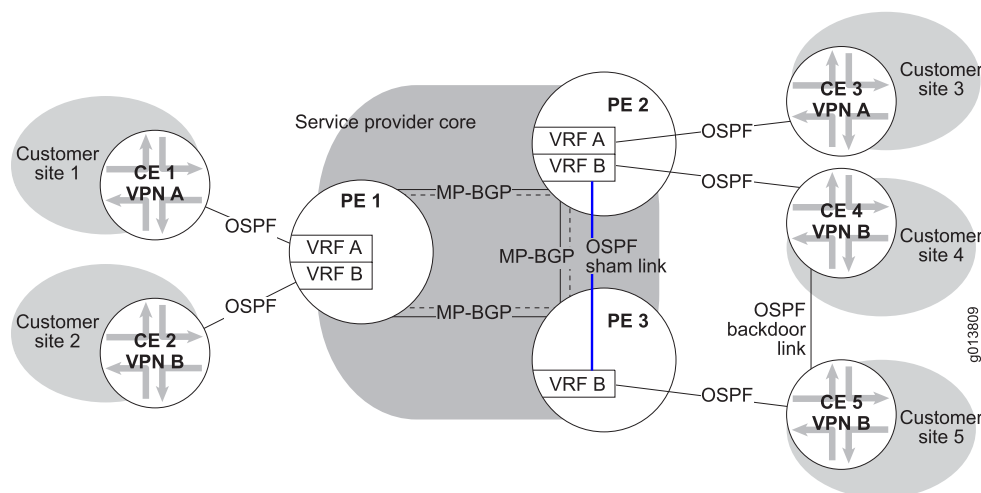 Service provider core
Customer
site 1
CE 1
VPN A
OSPF
Customer
site 2
CE 2
VPN B
OSPF
PE 1
VRF A
VRF B
MP-BGP
MP-BGP
MP-BGP
OSPF
sham link
PE 2
VRF A
VRF B
PE 3
VRF B
OSPF
OSPF
OSPF
CE 3
VPN A
Customer
site 3
CE 4
VPN B
Customer
site 4
OSPF
backdoor
link
CE 5
VPN B
Customer
site 5
g013809